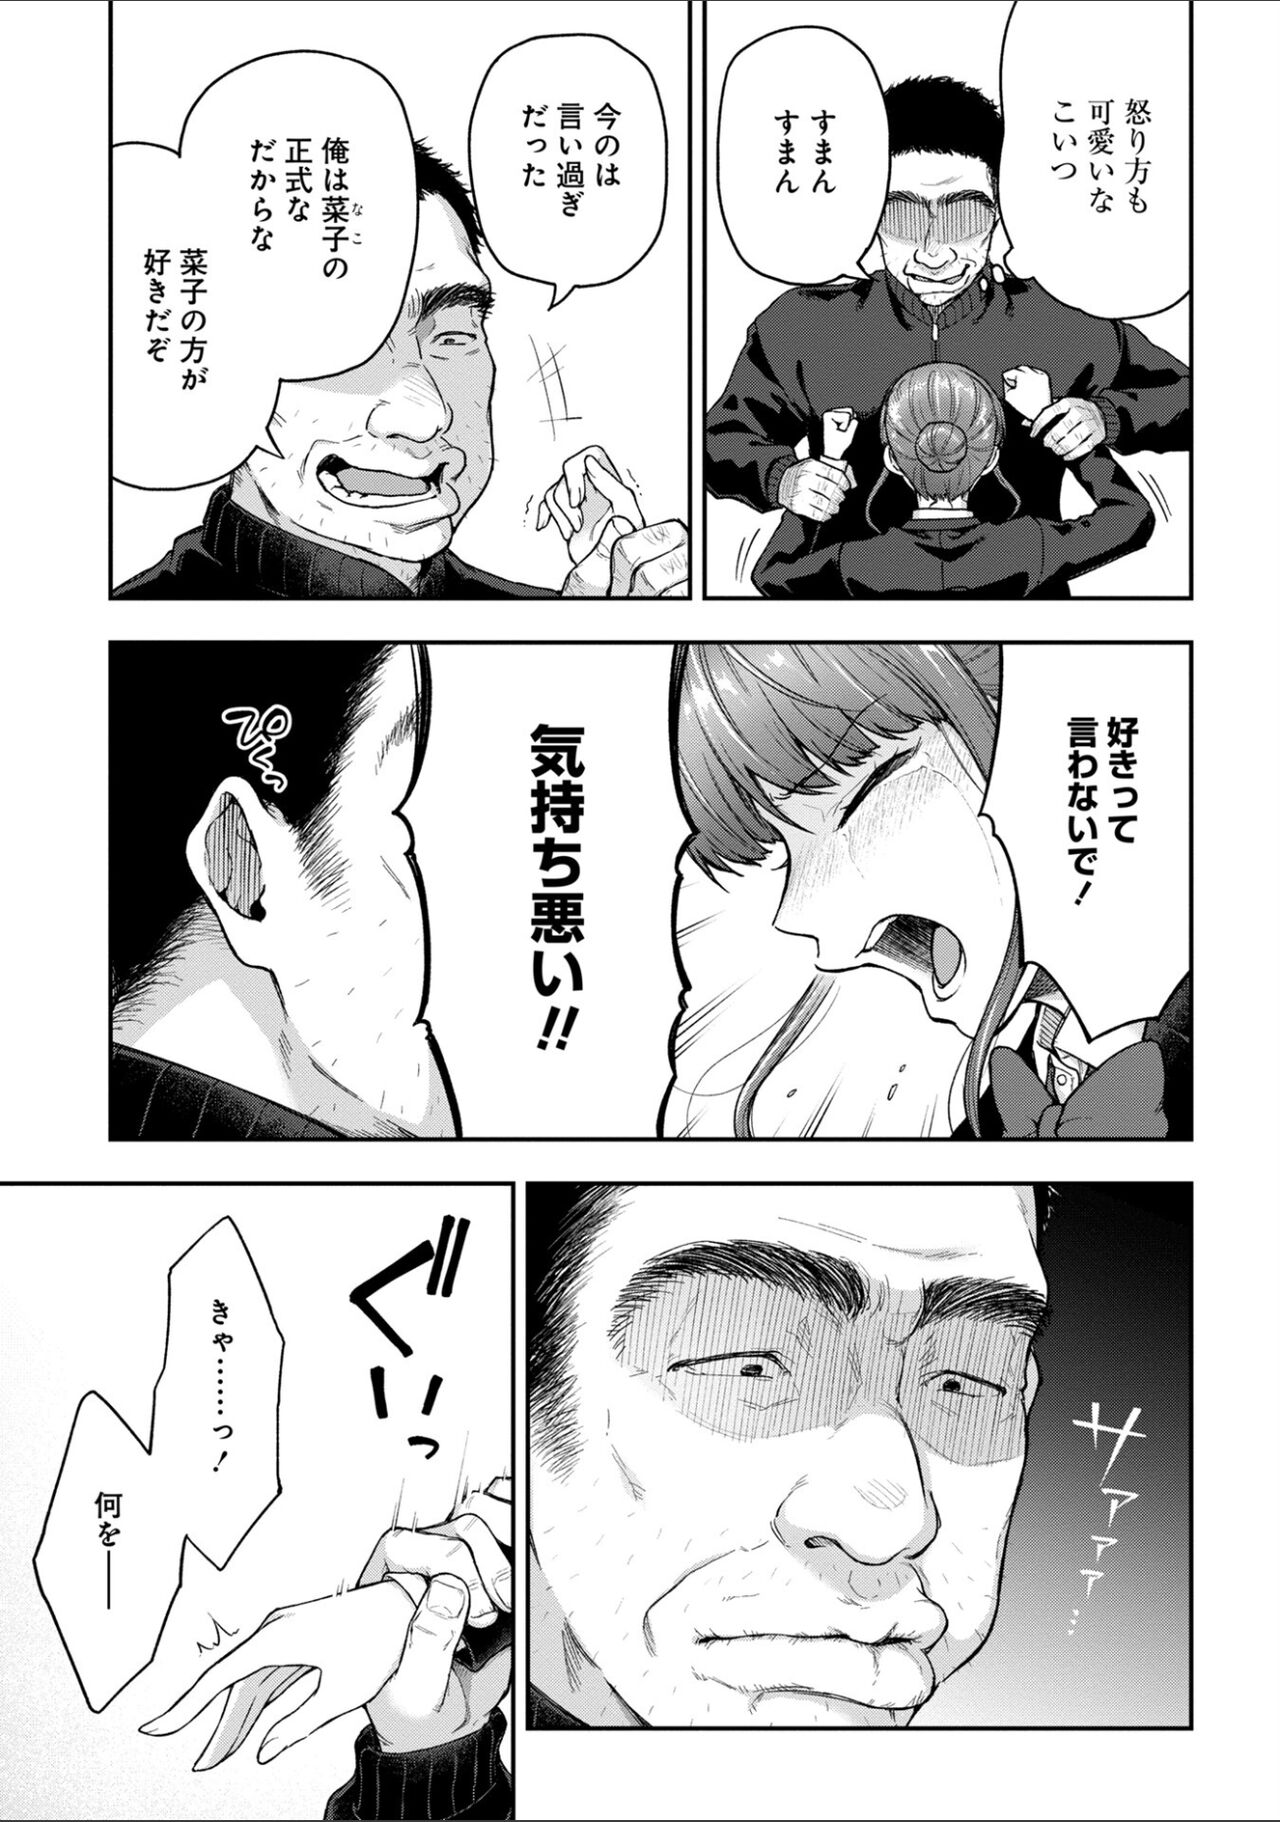 怒り方も
可愛いな
こいつ
すまん
すまん
今のは
言い過ぎ
だった
俺は菜子の
なこ
正式な
だからな
菜子の方が
好きだぞ
好きって
言わないで！
気持ち悪い!!
ぴくっ
サァァァァ…
ぐいっ
きゃ……っ！
何を――